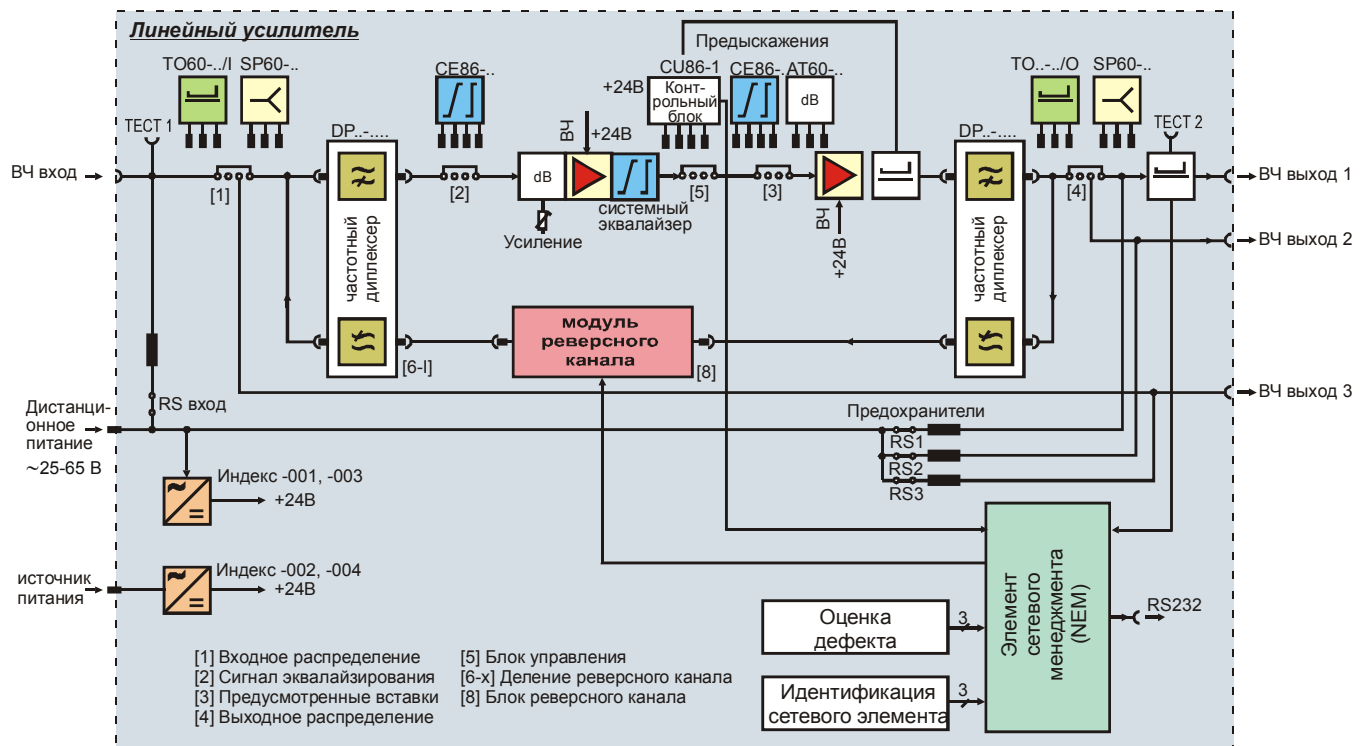 Линейный усилитель
Предыскажения
TO60-../I
SP60-..
CE86-..
CU86-1
CE86-.
AT60-..
TO..-../O
SP60-..
+24В
Конт-
рольный
блок
dB
ТЕСТ 1
DP..-....
ВЧ
+24В
DP..-....
ТЕСТ 2
ВЧ вход
[1]
[2]
dB
[5]
[3]
[4]
ВЧ выход 1
системный
эквалайзер
Усиление
ВЧ
+24В
частотный
диплексер
частотный
диплексер
ВЧ выход 2
модуль
реверсного
канала
[6-I]
[8]
RS вход
ВЧ выход 3
Дистанци-
онное
питание
~25-65 В
Предохранители
RS1
RS2
RS3
Индекс -001, -003
+24В
источник
питания
Индекс -002, -004
+24В
Элемент
сетевого
менеджмента
(NEM)
RS232
Оценка
дефекта
3
Идентификация
сетевого элемента
3
[1] Входное распределение
[2] Сигнал эквалайзирования
[3] Предусмотренные вставки
[4] Выходное распределение
[5] Блок управления
[6-x] Деление реверсного канала
[8] Блок реверсного канала